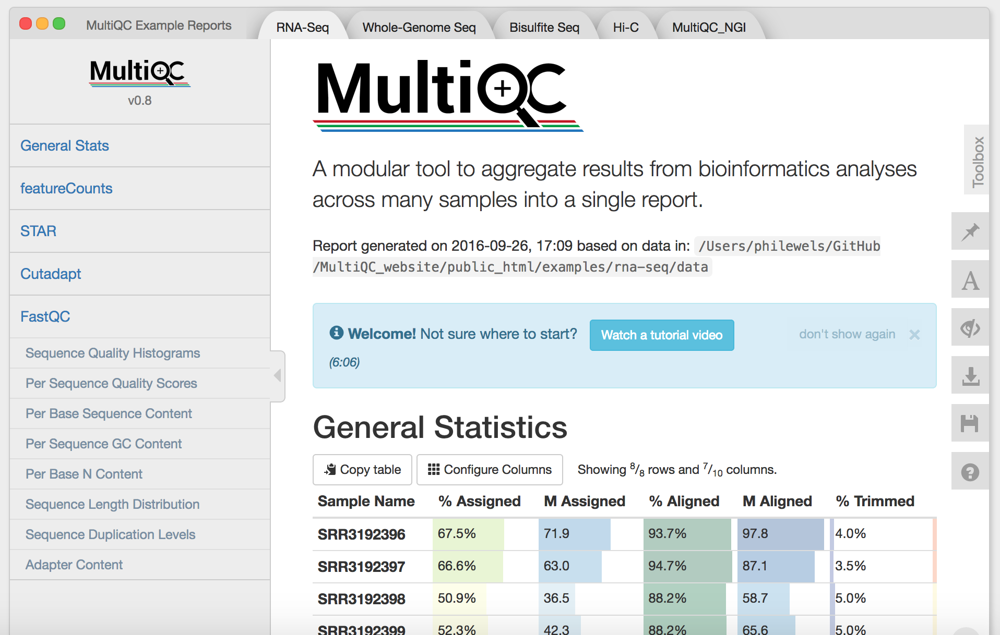 MultiQC Example Reports
RNA-Seq
Whole-Genome Seq
Bisulfite Seq
Hi-C
MultiQC_NGI
MultiQC
v0.8
General Stats
featureCounts
STAR
Cutadapt
FastQC
Sequence Quality Histograms
Per Sequence Quality Scores
Per Base Sequence Content
Per Sequence GC Content
Per Base N Content
Sequence Length Distribution
Sequence Duplication Levels
Adapter Content
MultiQC
A modular tool to aggregate results from bioinformatics analyses
across many samples into a single report.
Report generated on 2016-09-26, 17:09 based on data in: /Users/philewels/GitHub
/MultiQC_website/public_html/examples/rna-seq/data
Welcome! Not sure where to start? Watch a tutorial video don't show again ×
(6:06)
General Statistics
Copy table Configure Columns Showing 8/8 rows and 7/10 columns.
Sample Name % Assigned M Assigned % Aligned M Aligned % Trimmed
SRR3192396 67.5% 71.9 93.7% 97.8 4.0%
SRR3192397 66.6% 63.0 94.7% 87.1 3.5%
SRR3192398 50.9% 36.5 88.2% 58.7 5.0%
SRR3192399 52.3% 42.3 88.2% 65.6 5.0%
Toolbox
A
?